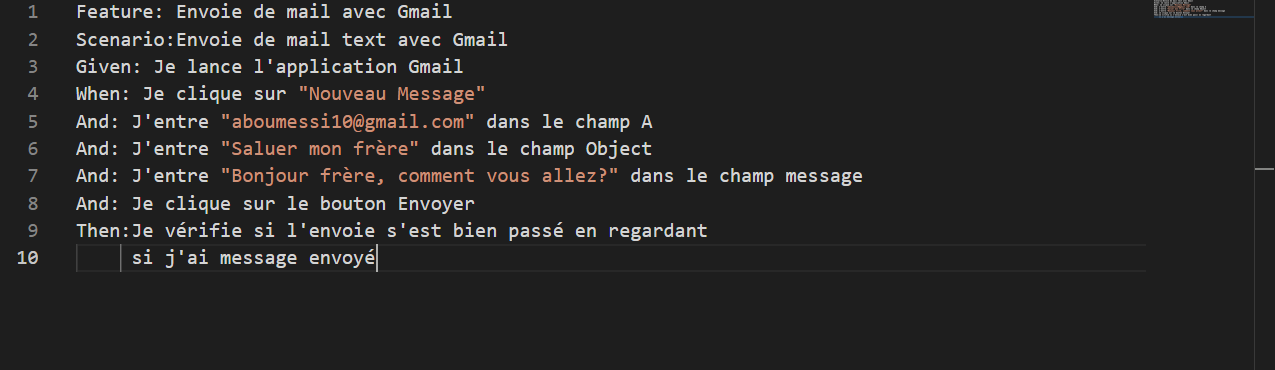 1 Feature: Envoie de mail avec Gmail
2 Scenario:Envoie de mail text avec Gmail
3 Given: Je lance l'application Gmail
4 When: Je clique sur "Nouveau Message"
5 And: J'entre "aboumessi10@gmail.com" dans le champ A
6 And: J'entre "Saluer mon frère" dans le champ Object
7 And: J'entre "Bonjour frère, comment vous allez?" dans le champ message
8 And: Je clique sur le bouton Envoyer
9 Then:Je vérifie si l'envoie s'est bien passé en regardant
10 si j'ai message envoyé